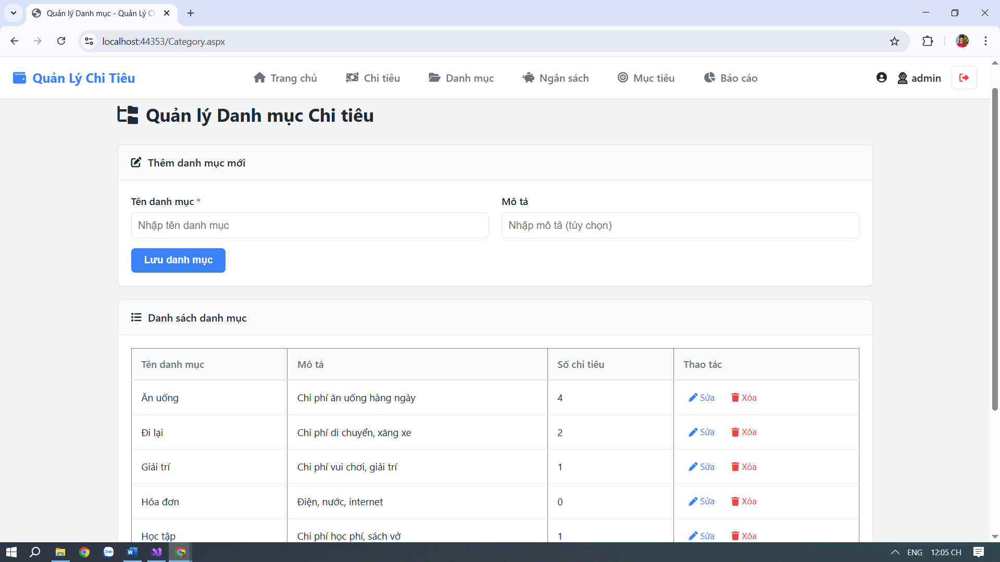 Quản lý Danh mục - Quản Lý Ch
localhost:44353/Category.aspx
Quản Lý Chi Tiêu
Trang chủ
Chi tiêu
Danh mục
Ngân sách
Mục tiêu
Báo cáo
admin
Quản lý Danh mục Chi tiêu
Thêm danh mục mới
Tên danh mục * Mô tả
Nhập tên danh mục Nhập mô tả (tùy chọn)
Lưu danh mục
Danh sách danh mục
Tên danh mục Mô tả Số chi tiêu Thao tác
Ăn uống Chi phí ăn uống hàng ngày 4 Sửa Xóa
Đi lại Chi phí di chuyển, xăng xe 2 Sửa Xóa
Giải trí Chi phí vui chơi, giải trí 1 Sửa Xóa
Hóa đơn Điện, nước, internet 0 Sửa Xóa
Học tập Chi phí học phí, sách vở 1 Sửa Xóa
Zalo
W
ENG 12:05 CH